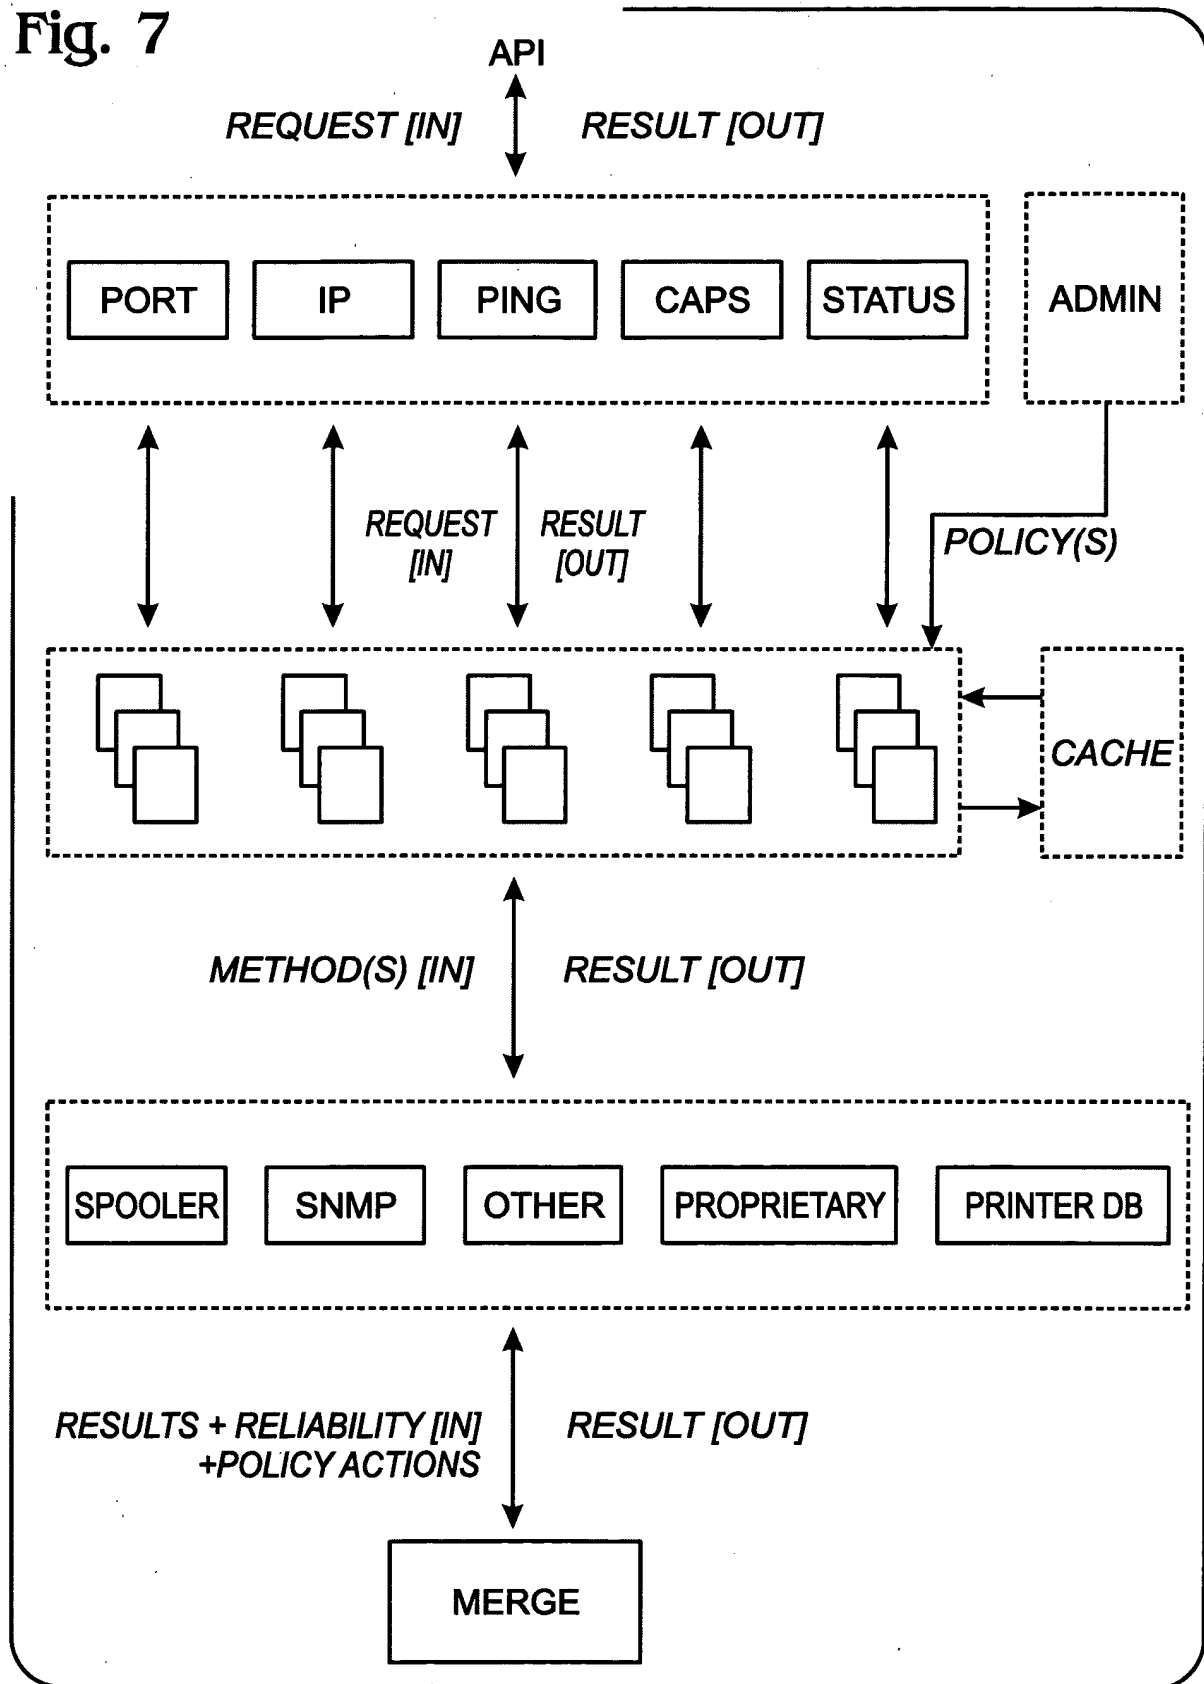 Fig. 7
API
REQUEST [IN] RESULT [OUT]
PORT IP PING CAPS STATUS ADMIN
REQUEST [IN] RESULT [OUT]
POLICY(S)
CACHE
METHOD(S) [IN] RESULT [OUT]
SPOOLER SNMP OTHER PROPRIETARY PRINTER DB
RESULTS + RELIABILITY [IN] RESULT [OUT]
+POLICY ACTIONS
MERGE